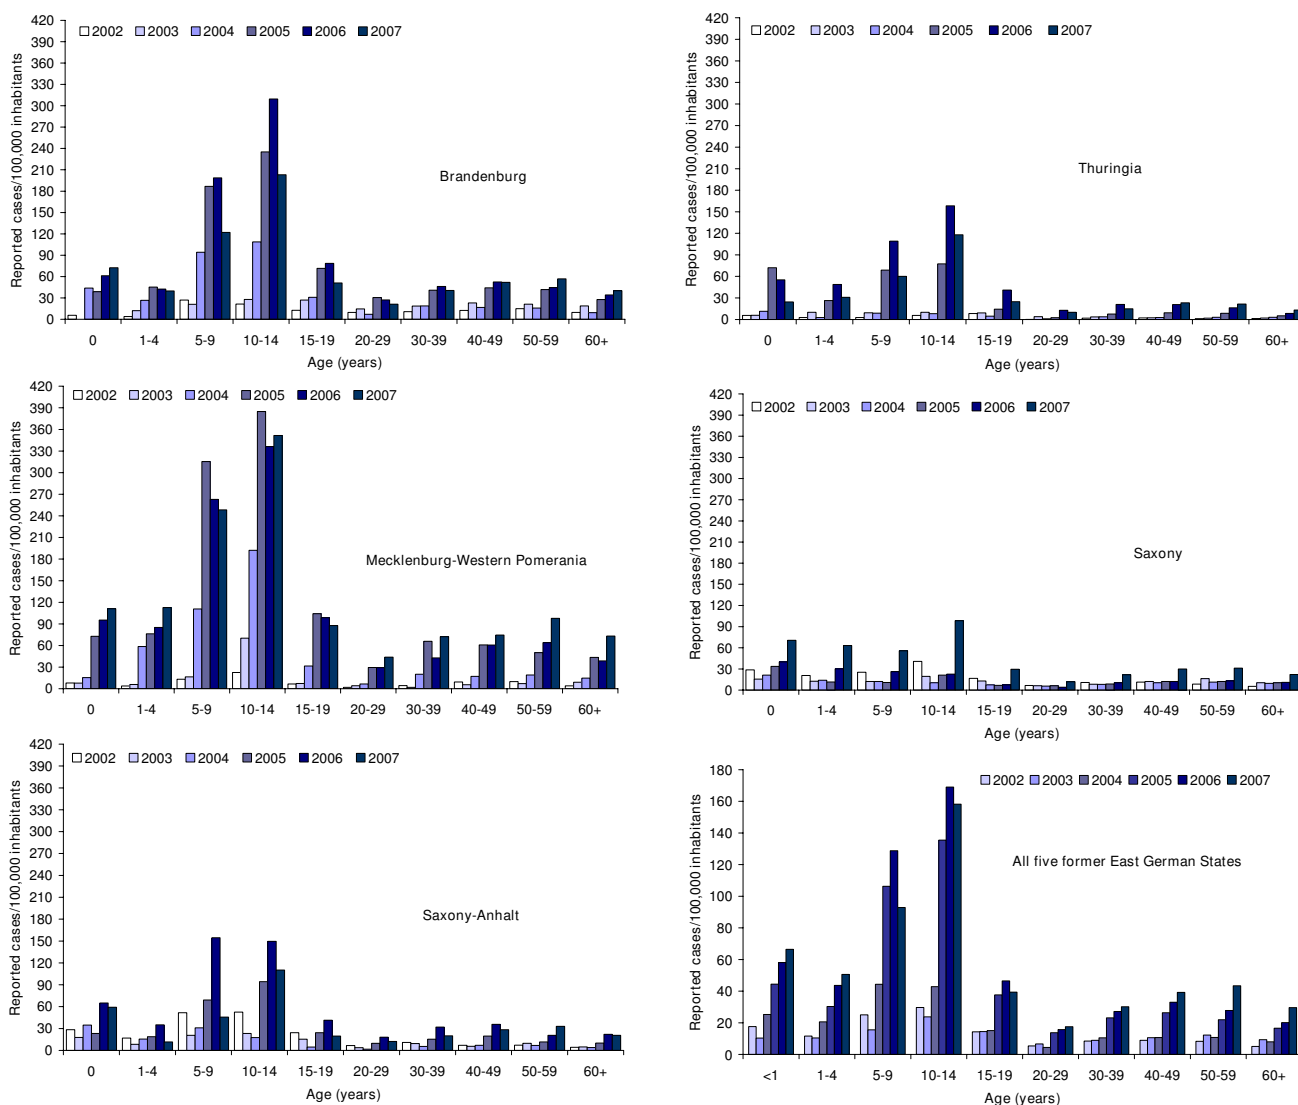 2002 2003 2004 2005 2006 2007
Reported cases/100,000 inhabitants
420
390
360
330
300
270
240
210
180
150
120
90
60
30
0
Brandenburg
0 1-4 5-9 10-14 15-19 20-29 30-39 40-49 50-59 60+
Age (years)
2002 2003 2004 2005 2006 2007
Reported cases/100,000 inhabitants
420
390
360
330
300
270
240
210
180
150
120
90
60
30
0
Thuringia
0 1-4 5-9 10-14 15-19 20-29 30-39 40-49 50-59 60+
Age (years)
2002 2003 2004 2005 2006 2007
Reported cases/100,000 inhabitants
420
390
360
330
300
270
240
210
180
150
120
90
60
30
0
Mecklenburg-Western Pomerania
0 1-4 5-9 10-14 15-19 20-29 30-39 40-49 50-59 60+
Age (years)
2002 2003 2004 2005 2006 2007
Reported cases/100,000 inhabitants
420
390
360
330
300
270
240
210
180
150
120
90
60
30
0
Saxony
0 1-4 5-9 10-14 15-19 20-29 30-39 40-49 50-59 60+
Age (years)
2002 2003 2004 2005 2006 2007
Reported cases/100,000 inhabitants
420
390
360
330
300
270
240
210
180
150
120
90
60
30
0
Saxony-Anhalt
0 1-4 5-9 10-14 15-19 20-29 30-39 40-49 50-59 60+
Age (years)
2002 2003 2004 2005 2006 2007
Reported cases/100,000 inhabitants
180
160
140
120
100
80
60
40
20
0
All five former East German States
<1 1-4 5-9 10-14 15-19 20-29 30-39 40-49 50-59 60+
Age (years)